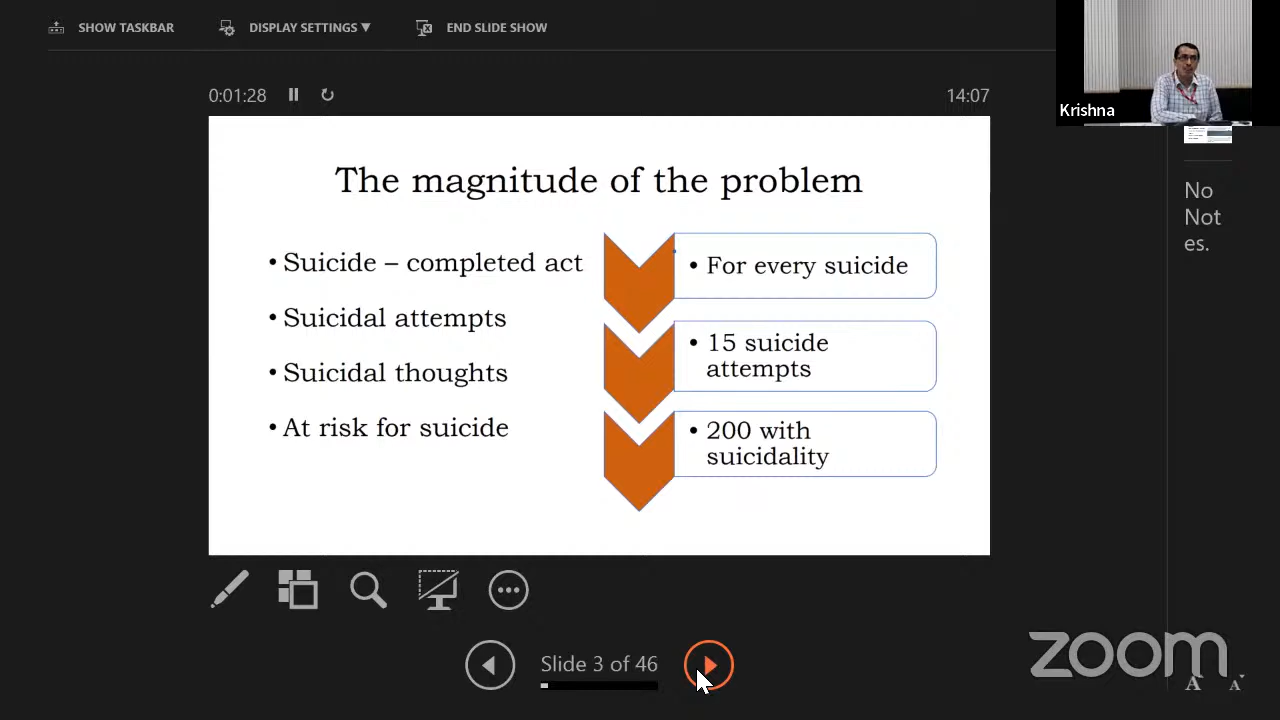 SHOW TASKBAR
DISPLAY SETTINGS ▼
END SLIDE SHOW
Krishna
0:01:28
14:07
The magnitude of the problem
• Suicide – completed act
• Suicidal attempts
• Suicidal thoughts
• At risk for suicide
• For every suicide
• 15 suicide
attempts
• 200 with
suicidality
No
Not
es.
Slide 3 of 46
zoom
A
A